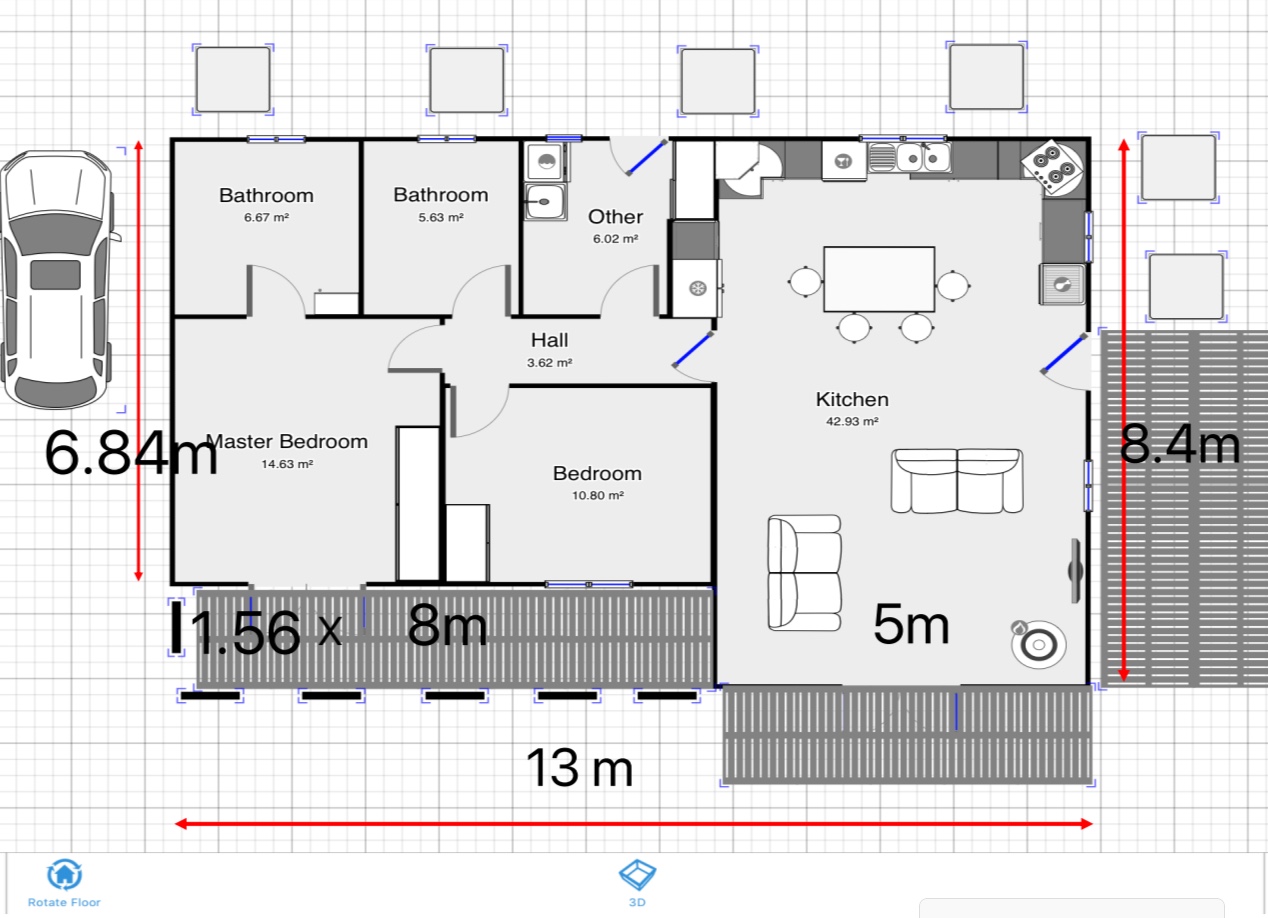 Bathroom
6.67 m²
Bathroom
5.63 m²
Other
6.02 m²
Hall
3.62 m²
Kitchen
42.93 m²
6.84m
Master Bedroom
14.63 m²
Bedroom
10.80 m²
8.4m
1.56 x 8m
5m
13 m
Rotate Floor
3D